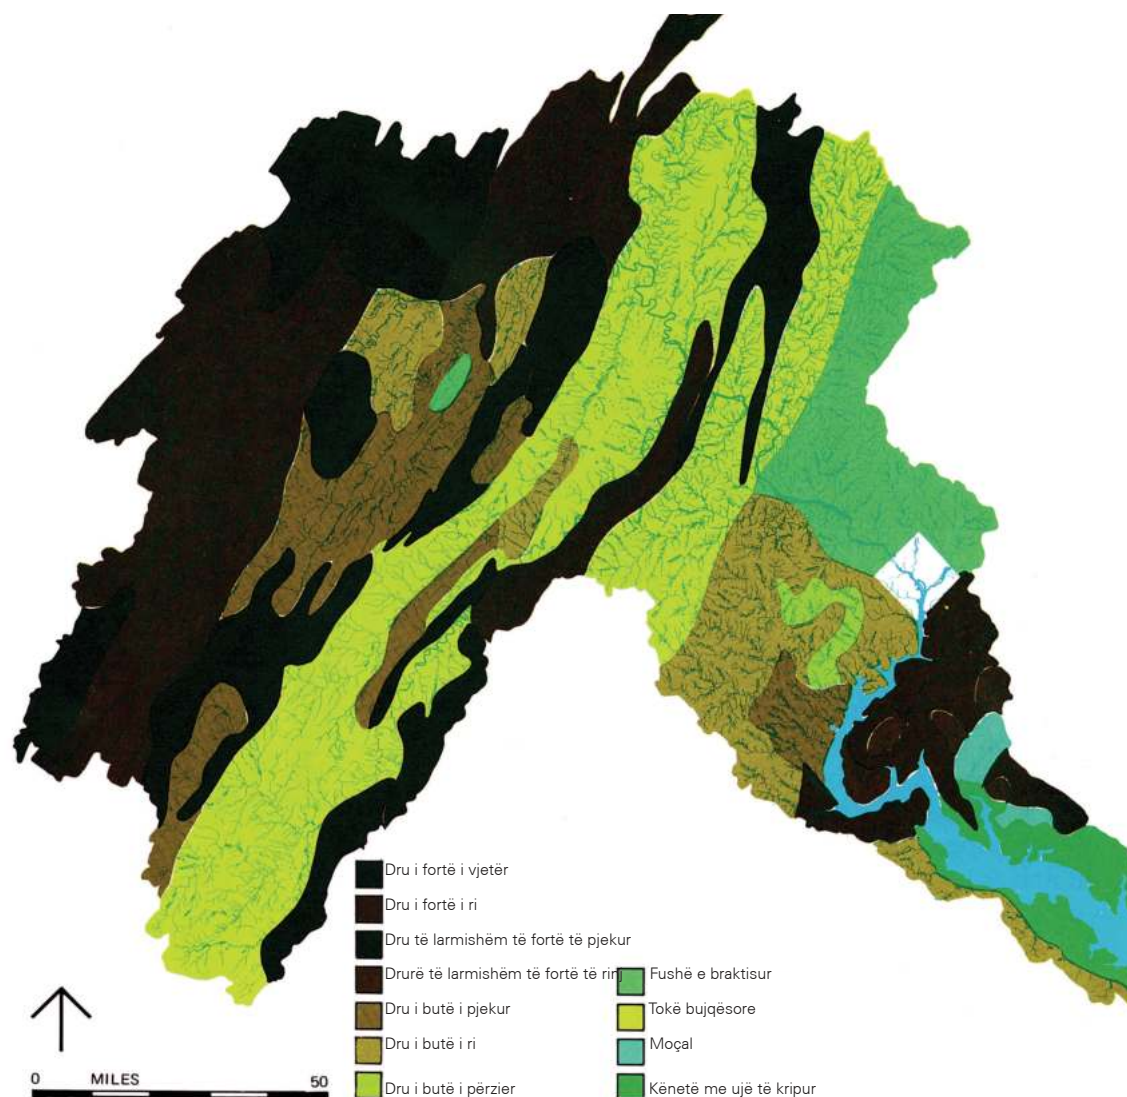 Dru i fortë i vjetër
Dru i fortë i ri
Dru të larmishëm të fortë të pjekur
Drurë të larmishëm të fortë të rinj
Dru i butë i pjekur
Dru i butë i ri
Dru i butë i përzier
Fushë e braktisur
Tokë bujqësore
Moçal
Kënetë me ujë të kripur
0 MILES 50